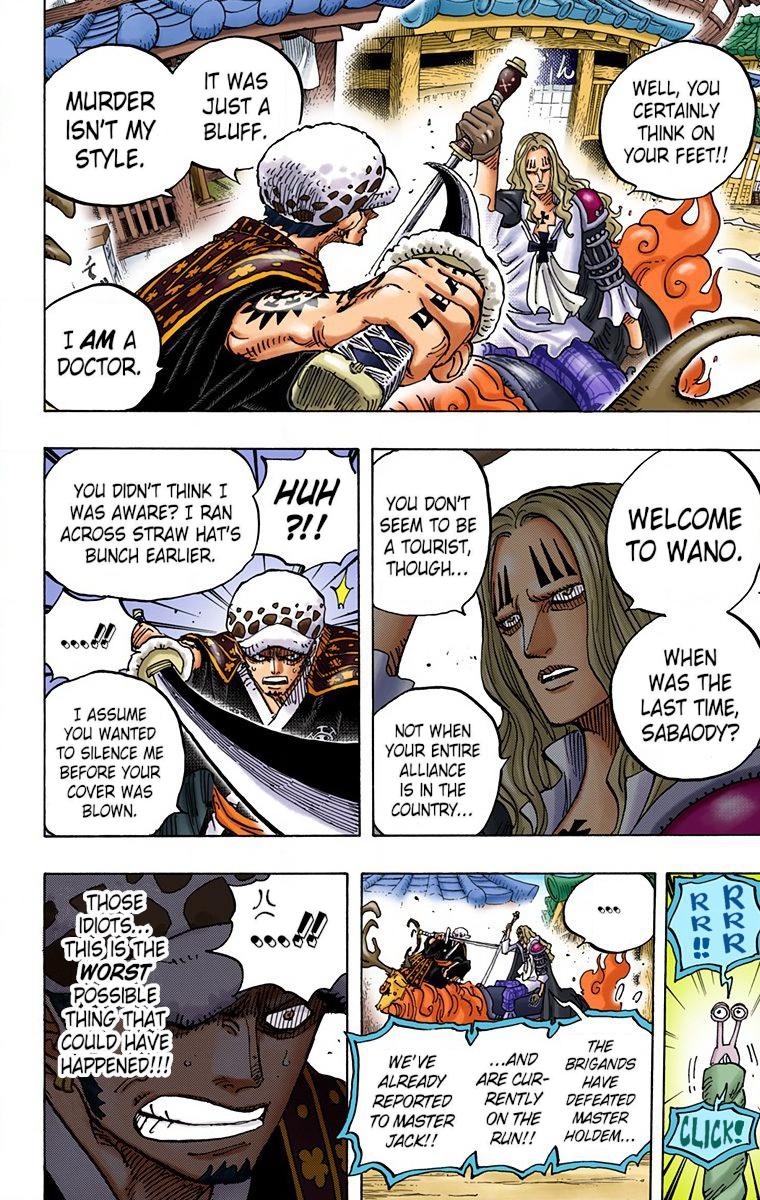 WELL, YOU
CERTAINLY
THINK ON
YOUR FEET!!
IT WAS
JUST A
BLUFF.
MURDER
ISN'T MY
STYLE.
I AM A
DOCTOR.
ん
DEAT
WELCOME
TO WANO.
WHEN
WAS THE
LAST TIME,
SABAODY?
YOU DON'T
SEEM TO BE
A TOURIST,
THOUGH...
NOT WHEN
YOUR ENTIRE
ALLIANCE
IS IN THE
COUNTRY...
HUH
?!!
YOU DIDN'T THINK I
WAS AWARE? I RAN
ACROSS STRAW HAT'S
BUNCH EARLIER.
....!!
I ASSUME
YOU WANTED
TO SILENCE ME
BEFORE YOUR
COVER WAS
BLOWN.
RRR
RR!!
CLICK!
...
THE
BRIGANDS
HAVE
DEFEATED
MASTER
HOLDEM...
...AND
ARE CUR-
RENTLY
ON THE
RUN!!
WE'VE
ALREADY
REPORTED
TO MASTER
JACK!!
....!!
THOSE
IDIOTS...
THIS IS THE
WORST
POSSIBLE
THING THAT
COULD HAVE
HAPPENED!!!